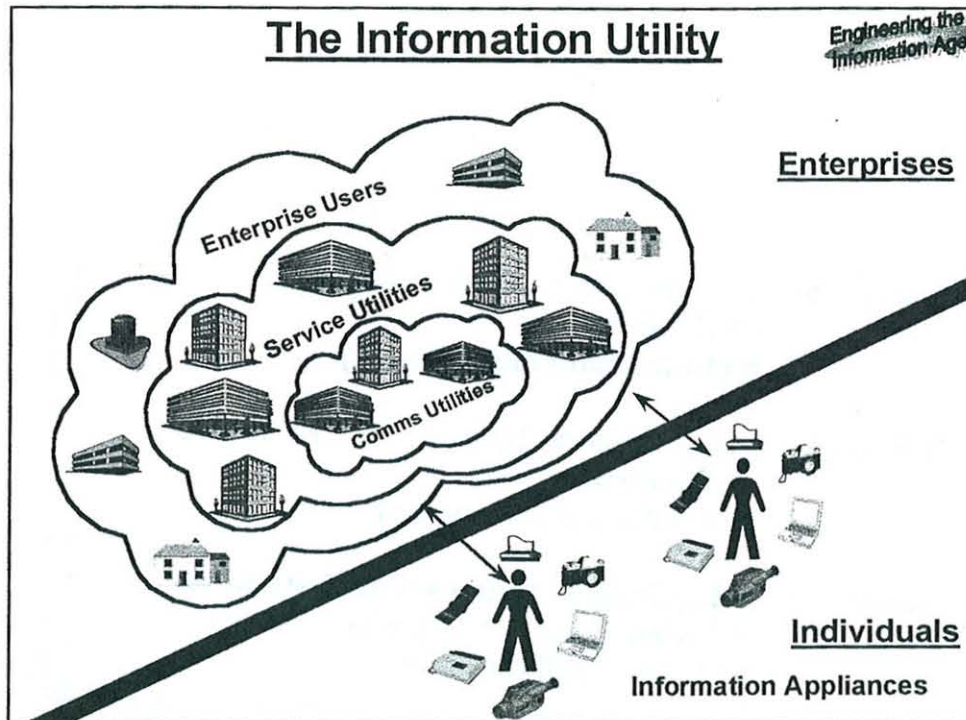 The Information Utility
Engineering the
Information Age
Enterprises
Enterprise Users
Service Utilities
Comms Utilities
Individuals
Information Appliances